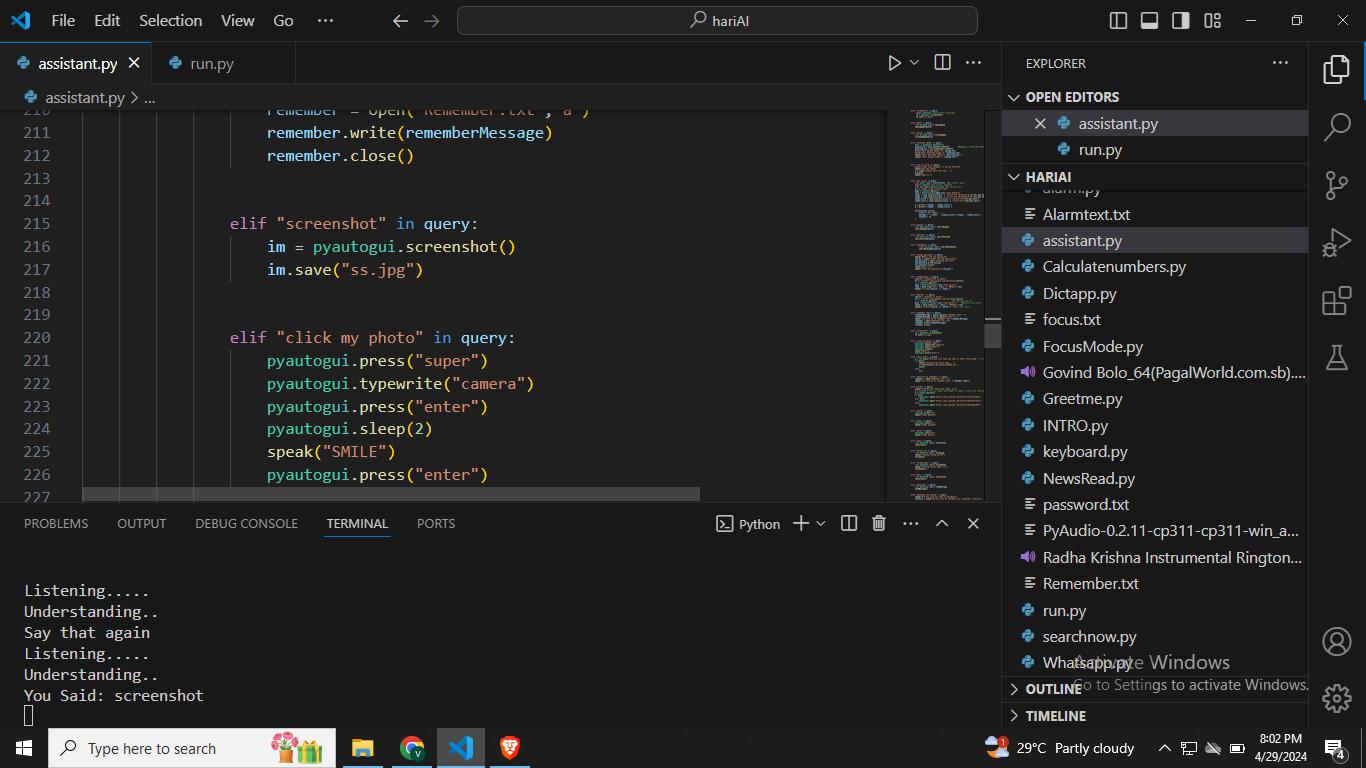 File Edit Selection View Go ··· hariAI
assistant.py run.py
assistant.py > ...
210 remember = open("Remember.txt","a")
211 remember.write(rememberMessage)
212 remember.close()
213
214
215 elif "screenshot" in query:
216 im = pyautogui.screenshot()
217 im.save("ss.jpg")
218
219
220 elif "click my photo" in query:
221 pyautogui.press("super")
222 pyautogui.typewrite("camera")
223 pyautogui.press("enter")
224 pyautogui.sleep(2)
225 speak("SMILE")
226 pyautogui.press("enter")
227
PROBLEMS OUTPUT DEBUG CONSOLE TERMINAL PORTS Python
Listening.....
Understanding..
Say that again
Listening.....
Understanding..
You Said: screenshot
EXPLORER
OPEN EDITORS
assistant.py
run.py
HARIAI
alarm.py
Alarmtext.txt
assistant.py
Calculatenumbers.py
Dictapp.py
focus.txt
FocusMode.py
Govind Bolo_64(PagalWorld.com.sb)....
Greetme.py
INTRO.py
keyboard.py
NewsRead.py
password.txt
PyAudio-0.2.11-cp311-cp311-win_a...
Radha Krishna Instrumental Rington...
Remember.txt
run.py
searchnow.py
Whatsapp.py
OUTLINE
TIMELINE
Activate Windows
Go to Settings to activate Windows.
Type here to search
1 29°C Partly cloudy
8:02 PM
4/29/2024
4